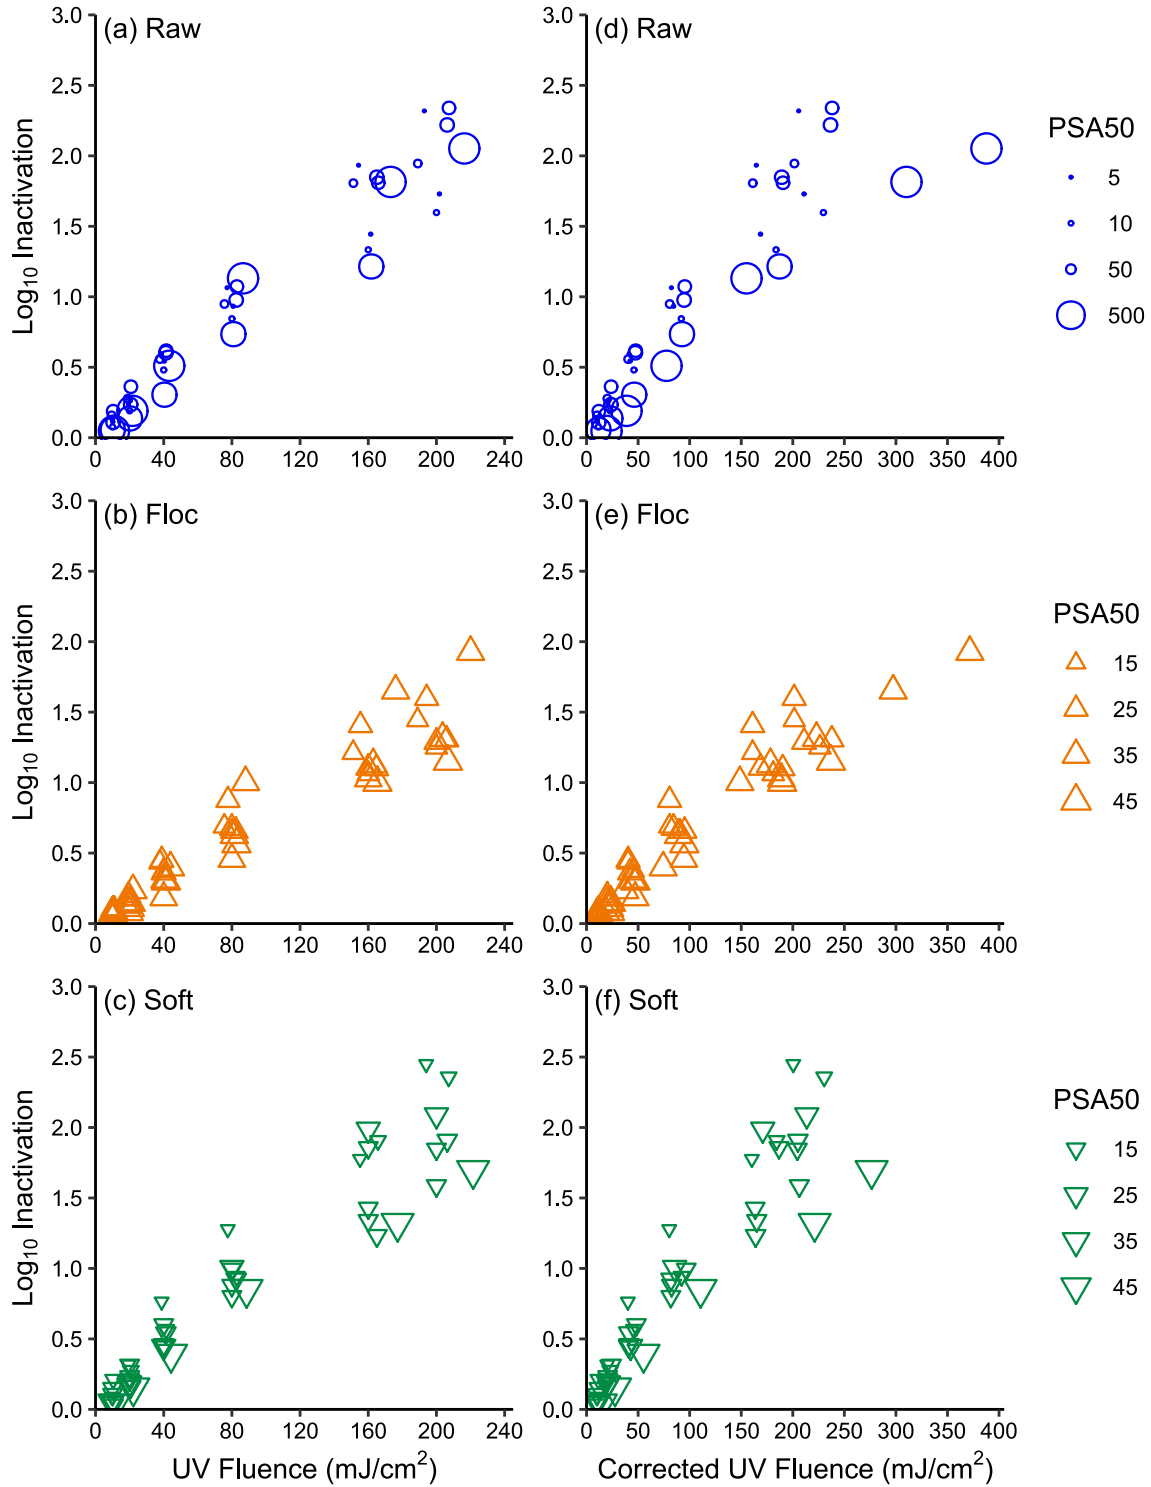 (a) Raw
3.0
2.5
2.0
1.5
1.0
0.5
0.0
0 40 80 120 160 200 240
Log10 Inactivation
(d) Raw
3.0
2.5
2.0
1.5
1.0
0.5
0.0
0 50 100 150 200 250 300 350 400
PSA50
5
10
50
500
(b) Floc
3.0
2.5
2.0
1.5
1.0
0.5
0.0
0 40 80 120 160 200 240
Log10 Inactivation
(e) Floc
3.0
2.5
2.0
1.5
1.0
0.5
0.0
0 50 100 150 200 250 300 350 400
PSA50
15
25
35
45
(c) Soft
3.0
2.5
2.0
1.5
1.0
0.5
0.0
0 40 80 120 160 200 240
Log10 Inactivation
UV Fluence (mJ/cm²)
(f) Soft
3.0
2.5
2.0
1.5
1.0
0.5
0.0
0 50 100 150 200 250 300 350 400
Corrected UV Fluence (mJ/cm²)
PSA50
15
25
35
45